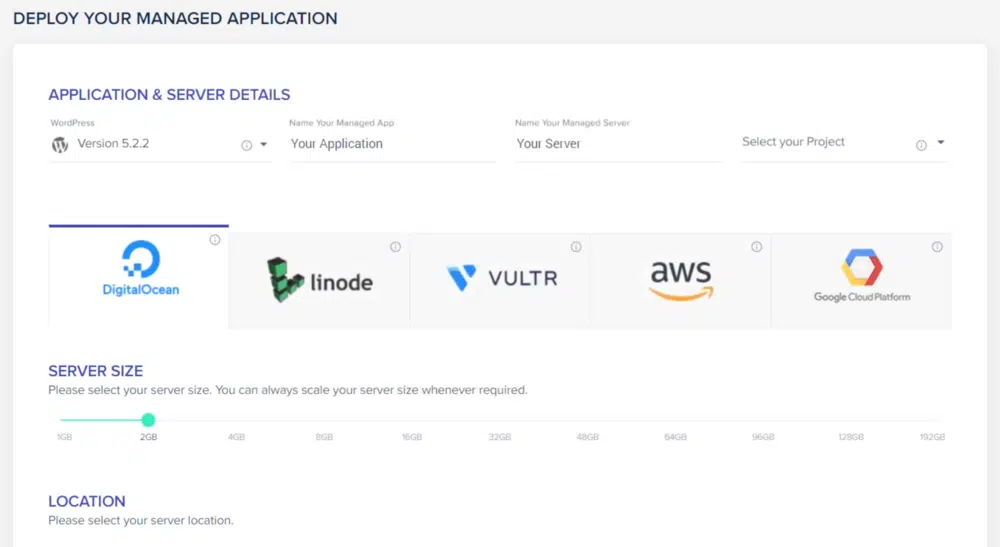 DEPLOY YOUR MANAGED APPLICATION
APPLICATION & SERVER DETAILS
WordPress
Name Your Managed App
Name Your Managed Server
Version 5.2.2
Your Application
Your Server
Select your Project
DigitalOcean
linode
VULTR
aws
Google Cloud Platform
SERVER SIZE
Please select your server size. You can always scale your server size whenever required.
1GB 2GB 4GB 8GB 16GB 32GB 48GB 64GB 96GB 128GB 192GB
LOCATION
Please select your server location.